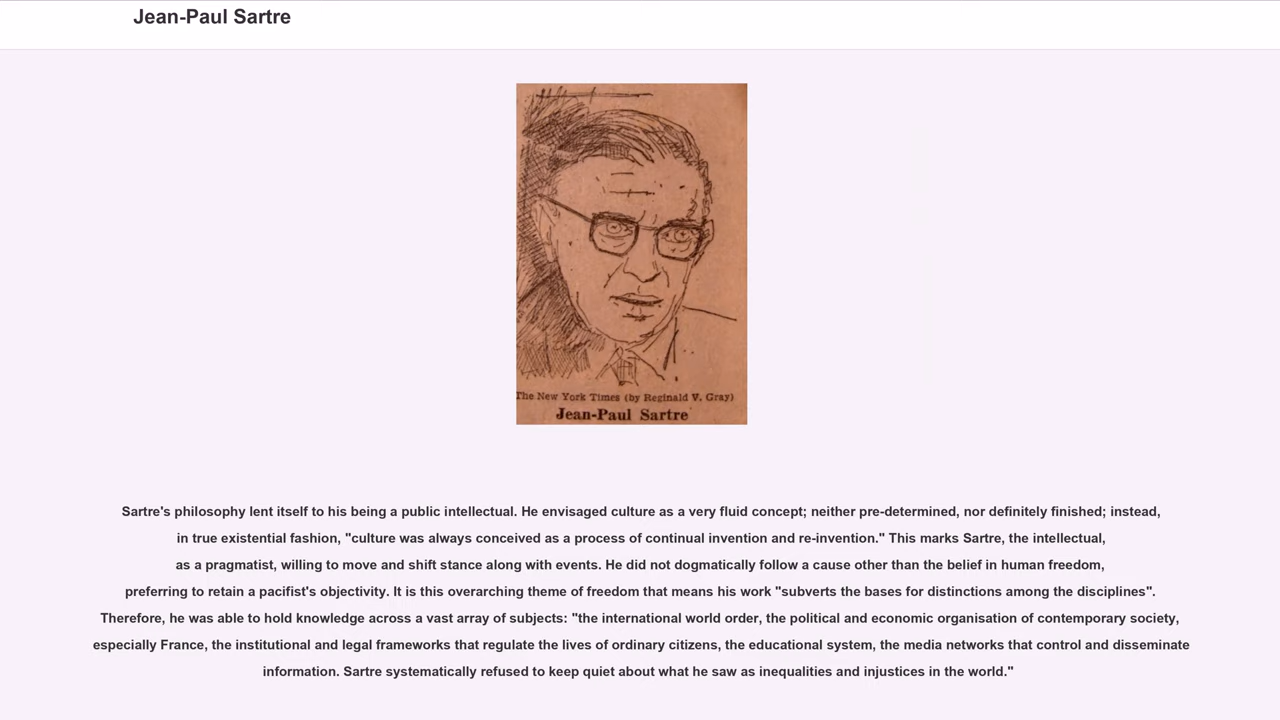 Jean-Paul Sartre
The New York Times (by Reginald V. Gray)
Jean-Paul Sartre
Sartre's philosophy lent itself to his being a public intellectual. He envisaged culture as a very fluid concept; neither pre-determined, nor definitely finished; instead,
in true existential fashion, "culture was always conceived as a process of continual invention and re-invention." This marks Sartre, the intellectual,
as a pragmatist, willing to move and shift stance along with events. He did not dogmatically follow a cause other than the belief in human freedom,
preferring to retain a pacifist's objectivity. It is this overarching theme of freedom that means his work "subverts the bases for distinctions among the disciplines".
Therefore, he was able to hold knowledge across a vast array of subjects: "the international world order, the political and economic organisation of contemporary society,
especially France, the institutional and legal frameworks that regulate the lives of ordinary citizens, the educational system, the media networks that control and disseminate
information. Sartre systematically refused to keep quiet about what he saw as inequalities and injustices in the world."